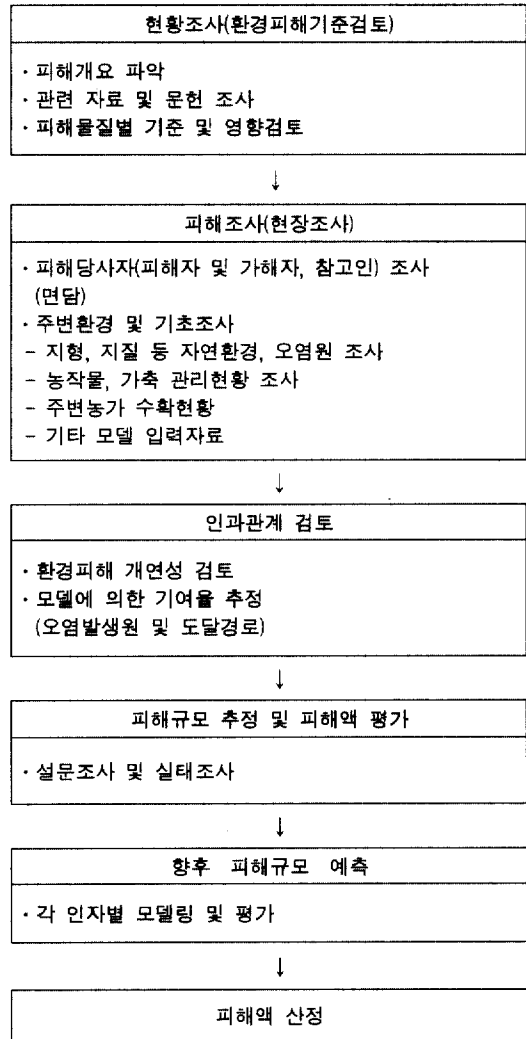 현황조사(환경피해기준검토)
· 피해개요 파악
· 관련 자료 및 문헌 조사
· 피해물질별 기준 및 영향검토
↓
피해조사(현장조사)
· 피해당사자(피해자 및 가해자, 참고인) 조사
(면담)
· 주변환경 및 기초조사
- 지형, 지질 등 자연환경, 오염원 조사
- 농작물, 가축 관리현황 조사
- 주변농가 수확현황
- 기타 모델 입력자료
↓
인과관계 검토
· 환경피해 개연성 검토
· 모델에 의한 기여율 추정
(오염발생원 및 도달경로)
↓
피해규모 추정 및 피해액 평가
· 설문조사 및 실태조사
↓
향후 피해규모 예측
· 각 인자별 모델링 및 평가
↓
피해액 산정